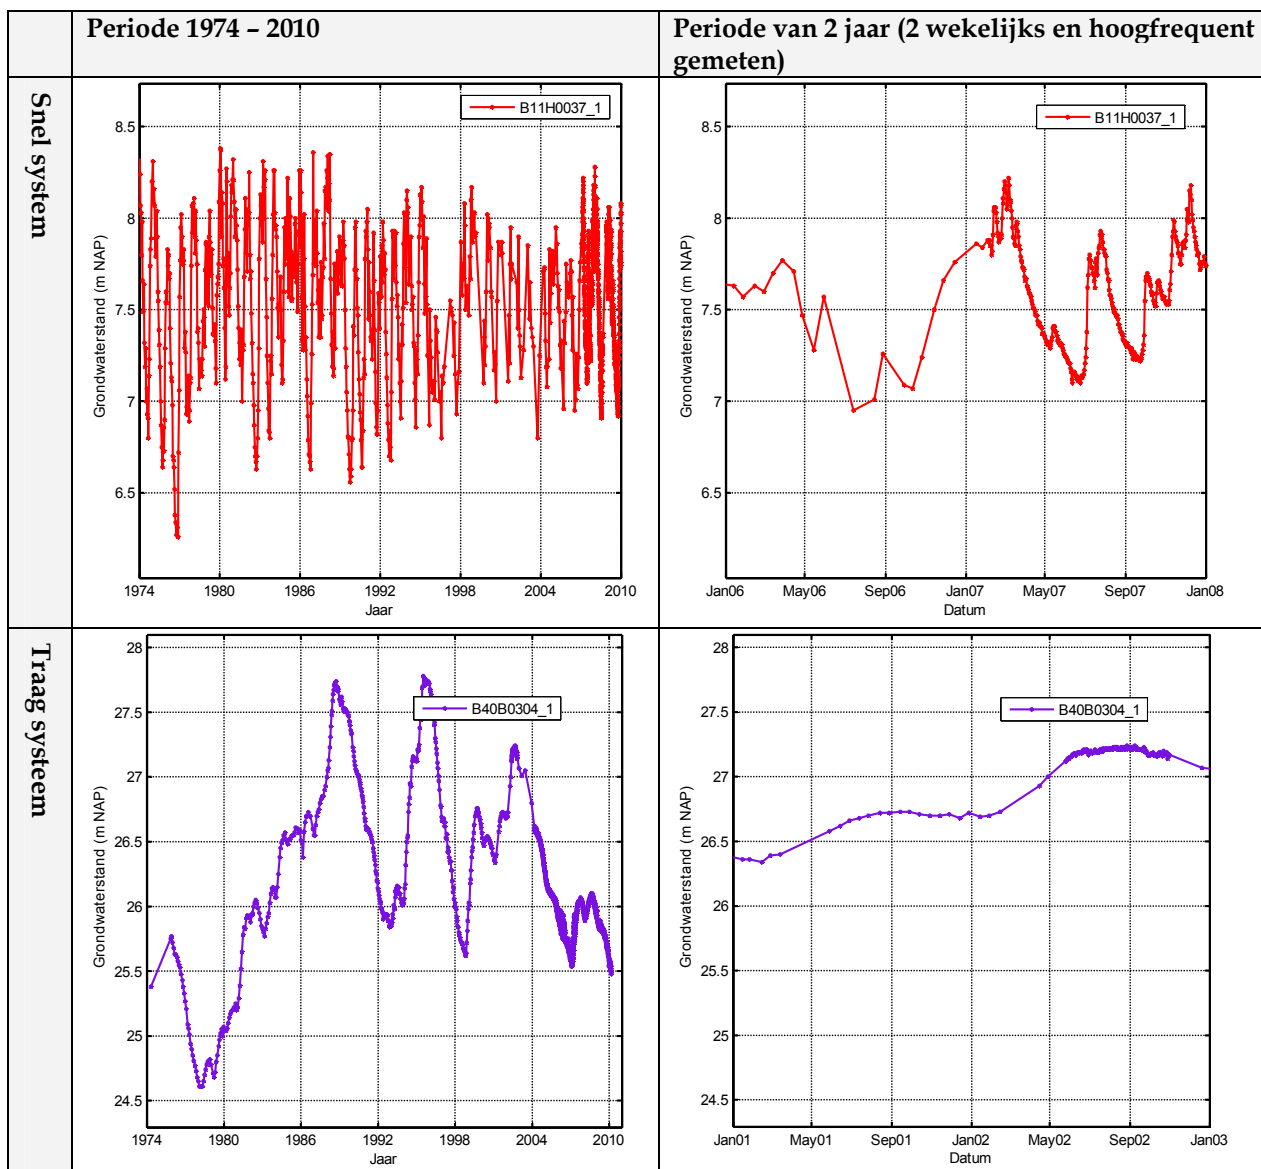 Periode 1974 – 2010
Periode van 2 jaar (2 wekelijks en hoogfrequent
gemeten)
Snel system
B11H0037_1
8.5
8
7.5
7
6.5
Grondwaterstand (m NAP)
1974 1980 1986 1992 1998 2004 2010
Jaar
B11H0037_1
8.5
8
7.5
7
6.5
Grondwaterstand (m NAP)
Jan06 May06 Sep06 Jan07 May07 Sep07 Jan08
Datum
Traag systeem
B40B0304_1
28
27.5
27
26.5
26
25.5
25
24.5
Grondwaterstand (m NAP)
1974 1980 1986 1992 1998 2004 2010
Jaar
B40B0304_1
28
27.5
27
26.5
26
25.5
25
24.5
Grondwaterstand (m NAP)
Jan01 May01 Sep01 Jan02 May02 Sep02 Jan03
Datum